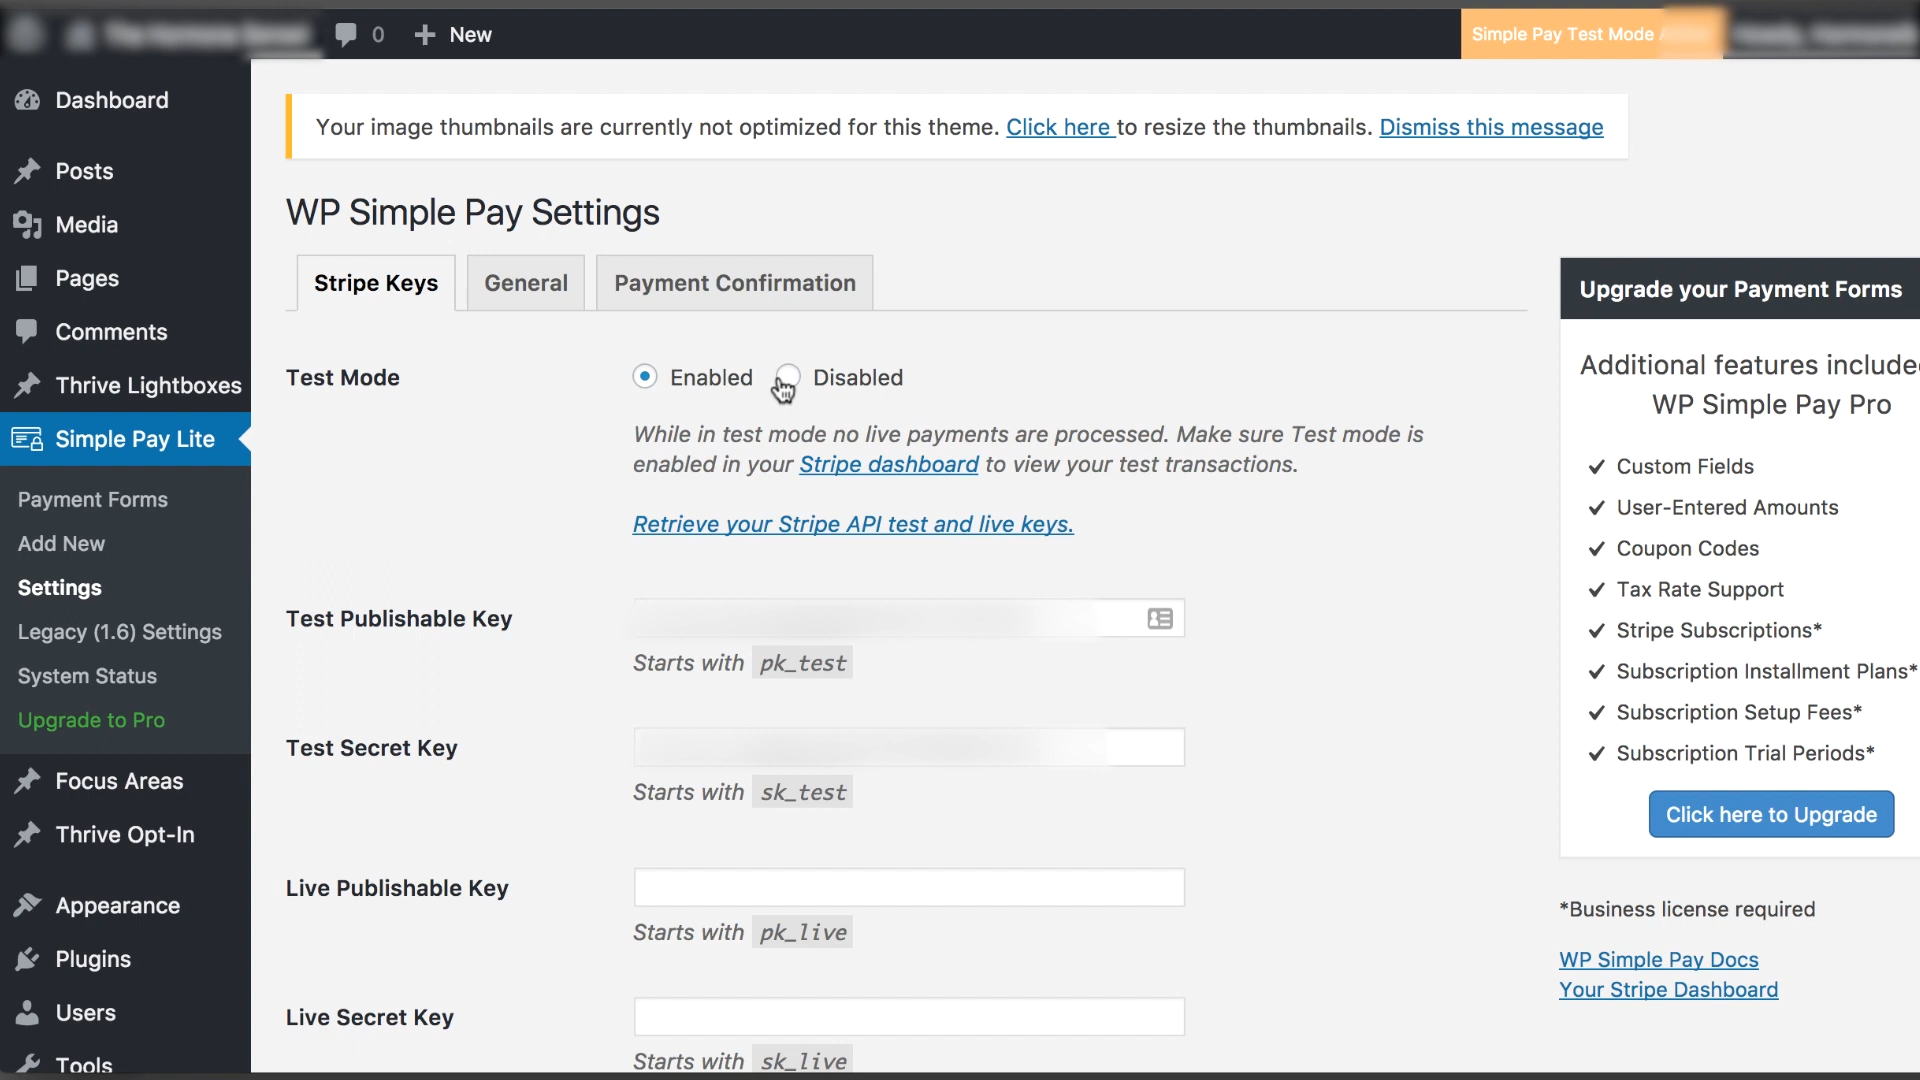 0
New
Simple Pay Test Mode
Dashboard
Posts
Media
Pages
Comments
Thrive Lightboxes
Simple Pay Lite
Payment Forms
Add New
Settings
Legacy (1.6) Settings
System Status
Upgrade to Pro
Focus Areas
Thrive Opt-In
Appearance
Plugins
Users
Tools
Your image thumbnails are currently not optimized for this theme. Click here to resize the thumbnails. Dismiss this message
WP Simple Pay Settings
Stripe Keys
General
Payment Confirmation
Test Mode
Enabled
Disabled
While in test mode no live payments are processed. Make sure Test mode is
enabled in your Stripe dashboard to view your test transactions.
Retrieve your Stripe API test and live keys.
Test Publishable Key
Starts with pk_test
Test Secret Key
Starts with sk_test
Live Publishable Key
Starts with pk_live
Live Secret Key
Starts with sk_live
Upgrade your Payment Forms
Additional features include
WP Simple Pay Pro
✔ Custom Fields
✔ User-Entered Amounts
✔ Coupon Codes
✔ Tax Rate Support
✔ Stripe Subscriptions*
✔ Subscription Installment Plans*
✔ Subscription Setup Fees*
✔ Subscription Trial Periods*
Click here to Upgrade
*Business license required
WP Simple Pay Docs
Your Stripe Dashboard